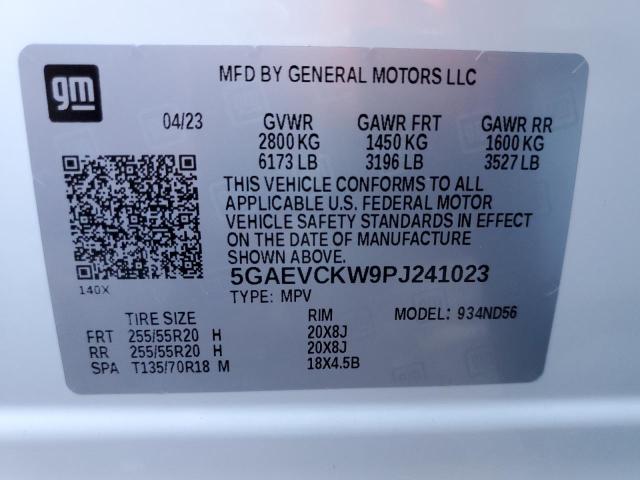 gm
MFD BY GENERAL MOTORS LLC
04/23 GVWR GAWR FRT GAWR RR
2800 KG 1450 KG 1600 KG
6173 LB 3196 LB 3527 LB
THIS VEHICLE CONFORMS TO ALL
APPLICABLE U.S. FEDERAL MOTOR
VEHICLE SAFETY STANDARDS IN EFFECT
ON THE DATE OF MANUFACTURE
SHOWN ABOVE.
140X
5GAEVCKW9PJ241023
TYPE: MPV MODEL: 934ND56
TIRE SIZE RIM
FRT 255/55R20 H 20X8J
RR 255/55R20 H 20X8J
SPA T135/70R18 M 18X4.5B